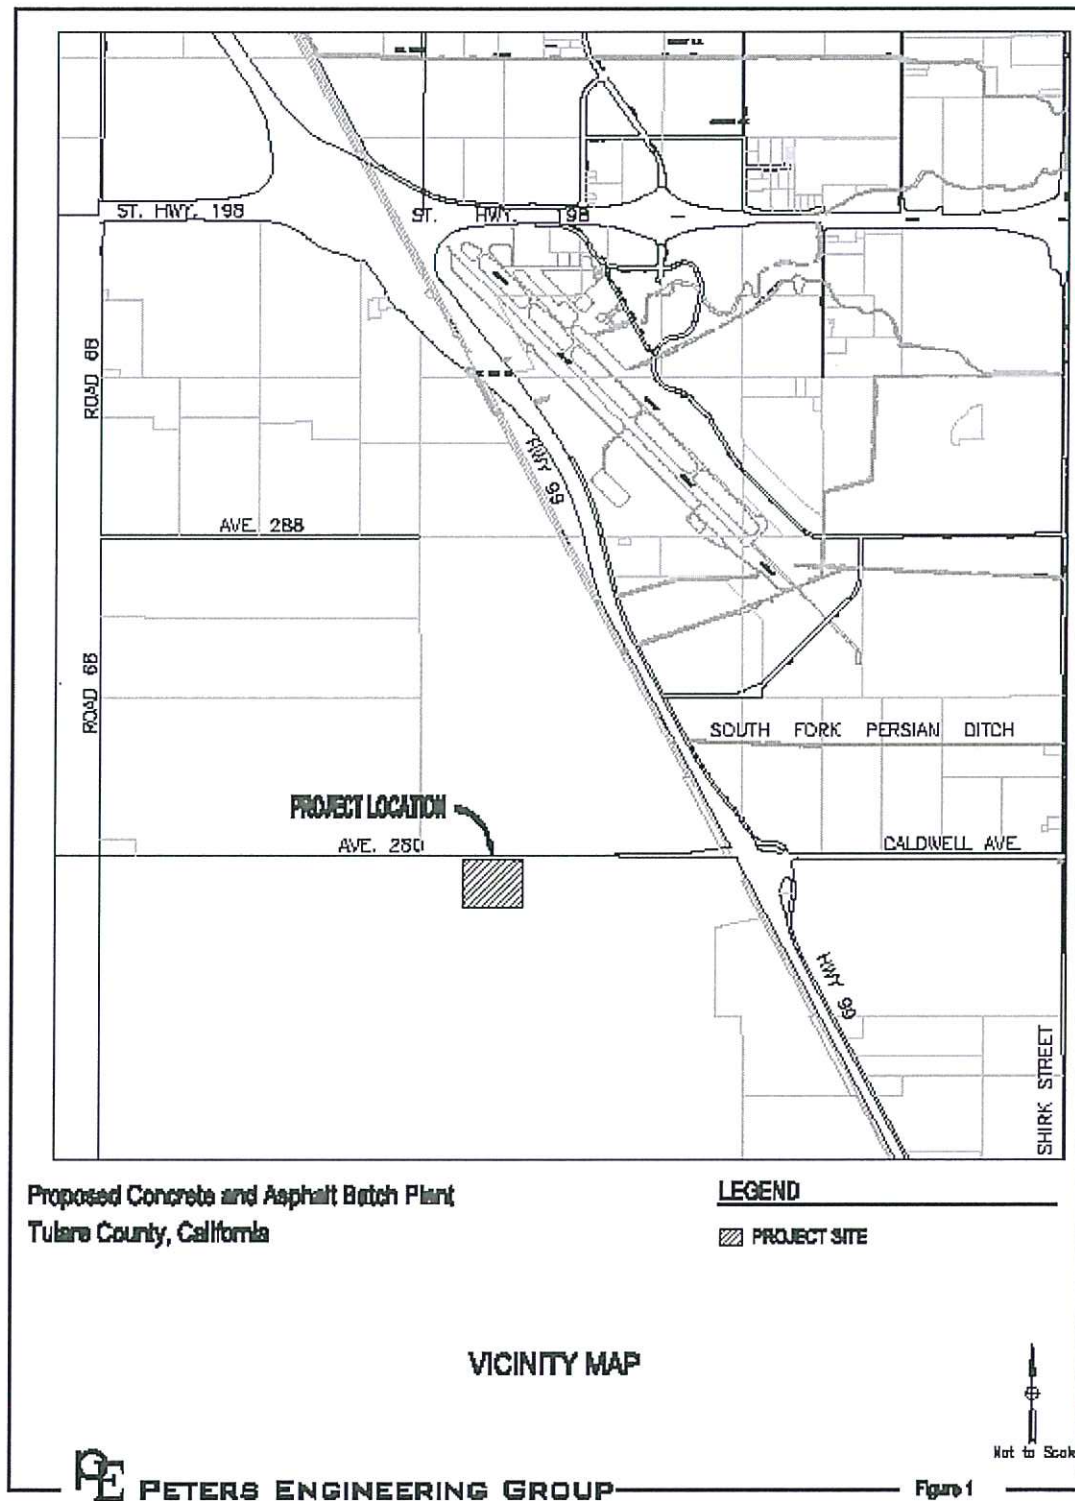 ST. HWY. 198
ST. HWY. 198
ROAD 68
HWY 99
AVE. 288
ROAD 68
SOUTH FORK PERSIAN DITCH
PROJECT LOCATION
AVE. 280
CALDWELL AVE.
HWY 99
SHIRK STREET
Proposed Concrete and Asphalt Batch Plant
Tulare County, California
LEGEND
PROJECT SITE
VICINITY MAP
Not to Scale
PE PETERS ENGINEERING GROUP
Figure 1